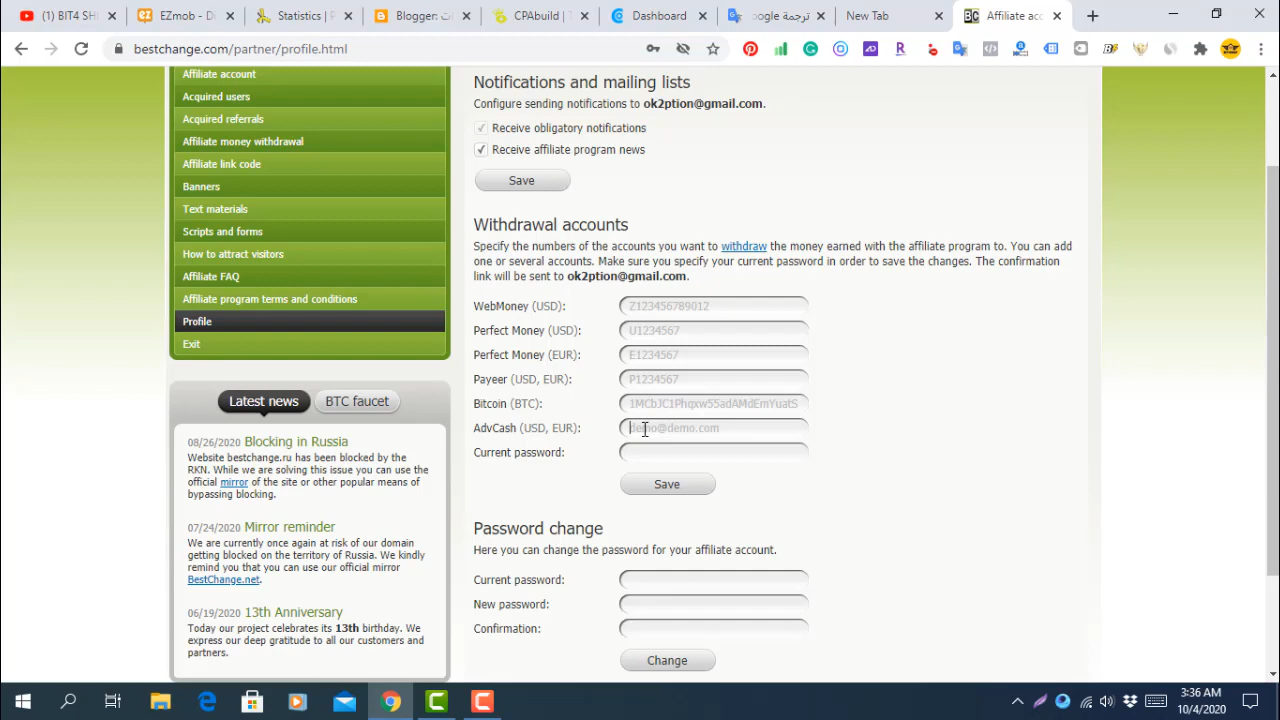 (1) BIT4 SH
EZmob - D
Statistics | P
Blogger: ت
CPAbuild | T
Dashboard
ترجمة Google
New Tab
Affiliate acc
bestchange.com/partner/profile.html
Affiliate account
Acquired users
Acquired referrals
Affiliate money withdrawal
Affiliate link code
Banners
Text materials
Scripts and forms
How to attract visitors
Affiliate FAQ
Affiliate program terms and conditions
Profile
Exit
Latest news
BTC faucet
08/26/2020 Blocking in Russia
Website bestchange.ru has been blocked by the
RKN. While we are solving this issue you can use the
official mirror of the site or other popular means of
bypassing blocking.
07/24/2020 Mirror reminder
We are currently once again at risk of our domain
getting blocked on the territory of Russia. We kindly
remind you that you can use our official mirror
BestChange.net.
06/19/2020 13th Anniversary
Today our project celebrates its 13th birthday. We
express our deep gratitude to all our customers and
partners.
Notifications and mailing lists
Configure sending notifications to ok2ption@gmail.com.
Receive obligatory notifications
Receive affiliate program news
Save
Withdrawal accounts
Specify the numbers of the accounts you want to withdraw the money earned with the affiliate program to. You can add
one or several accounts. Make sure you specify your current password in order to save the changes. The confirmation
link will be sent to ok2ption@gmail.com.
WebMoney (USD): Z123456789012
Perfect Money (USD): U1234567
Perfect Money (EUR): E1234567
Payeer (USD, EUR): P1234567
Bitcoin (BTC): 1MCbJC1Phqxw55adAMdEmYuatS
AdvCash (USD, EUR): demo@demo.com
Current password:
Save
Password change
Here you can change the password for your affiliate account.
Current password:
New password:
Confirmation:
Change
3:36 AM
10/4/2020